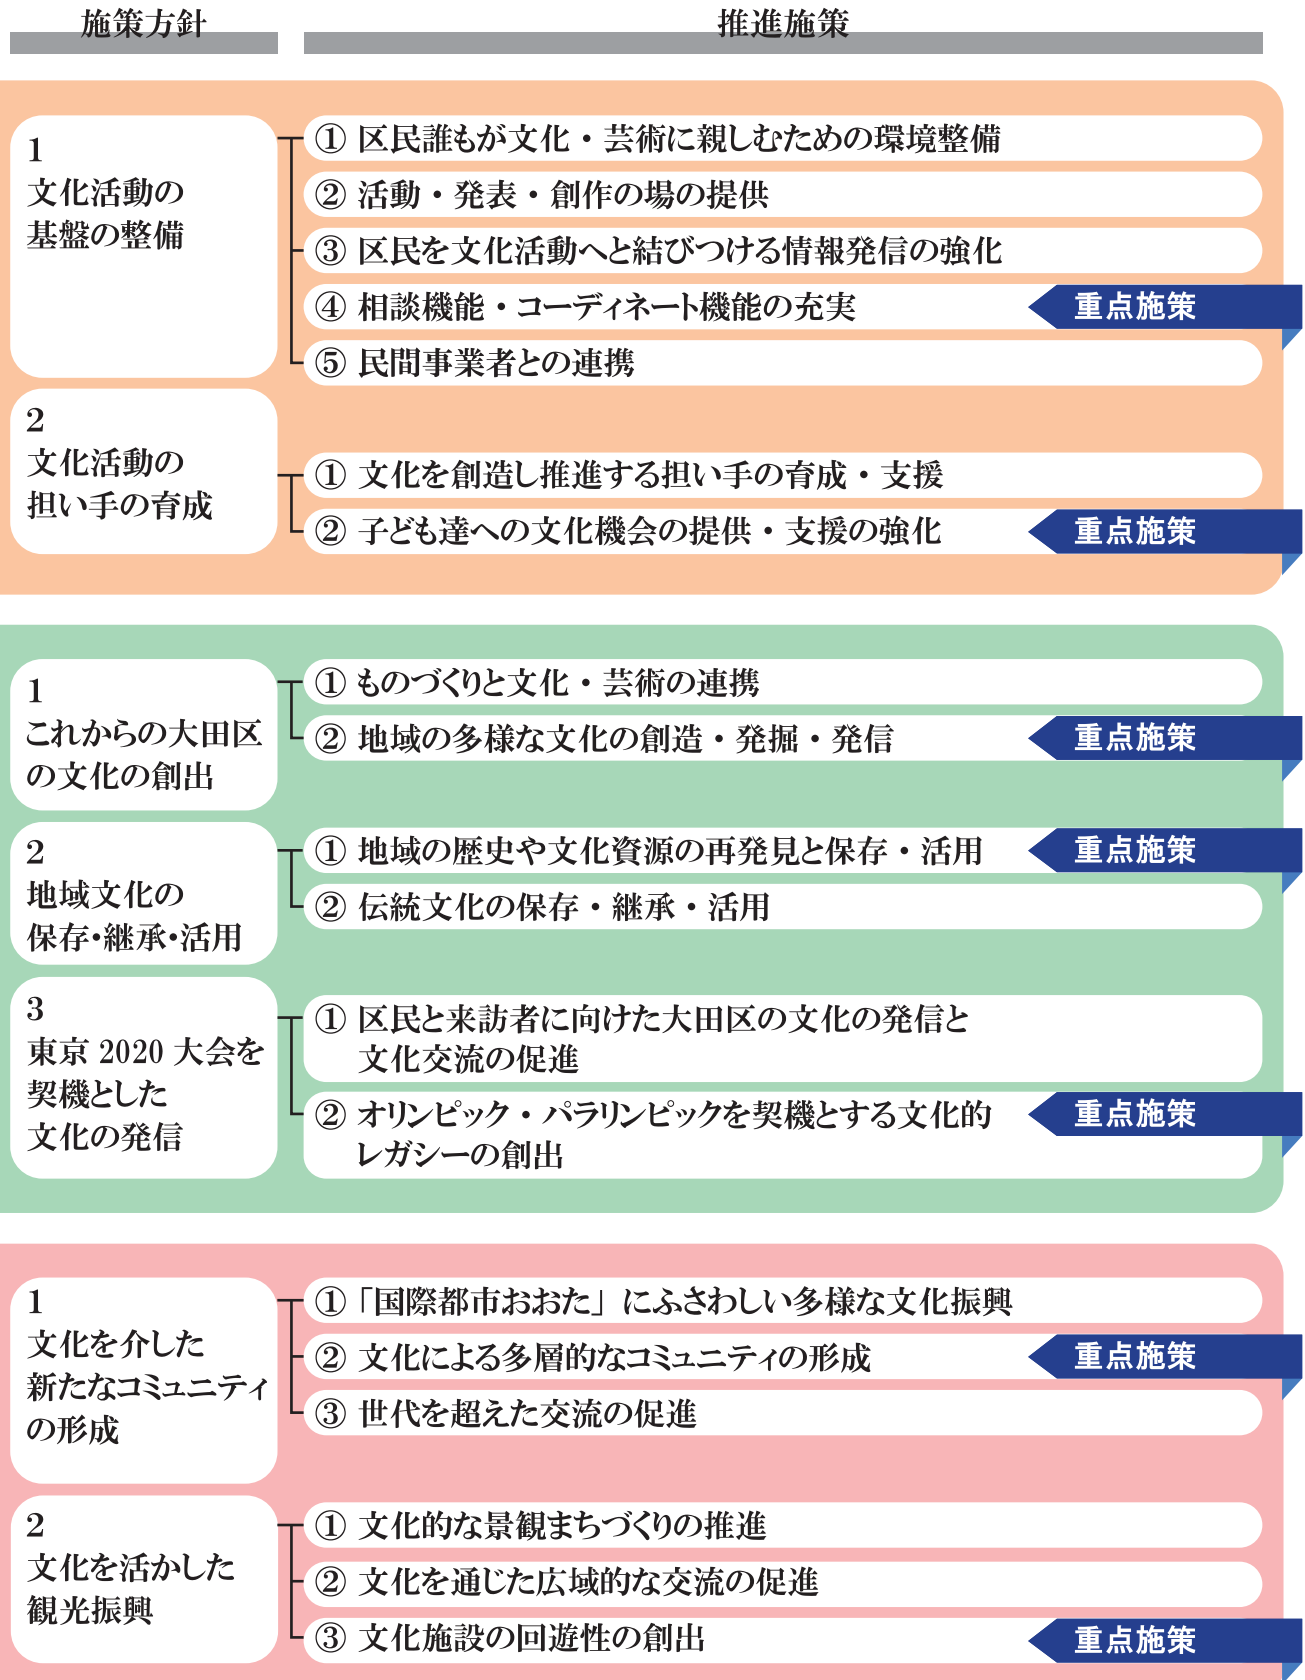 施策方針
推進施策
1
文化活動の
基盤の整備
① 区民誰もが文化・芸術に親しむための環境整備
② 活動・発表・創作の場の提供
③ 区民を文化活動へと結びつける情報発信の強化
④ 相談機能・コーディネート機能の充実
重点施策
⑤ 民間事業者との連携
2
文化活動の
担い手の育成
① 文化を創造し推進する担い手の育成・支援
② 子ども達への文化機会の提供・支援の強化
重点施策
1
これからの大田区
の文化の創出
① ものづくりと文化・芸術の連携
② 地域の多様な文化の創造・発掘・発信
重点施策
2
地域文化の
保存・継承・活用
① 地域の歴史や文化資源の再発見と保存・活用
重点施策
② 伝統文化の保存・継承・活用
3
東京 2020 大会を
契機とした
文化の発信
① 区民と来訪者に向けた大田区の文化の発信と
文化交流の促進
② オリンピック・パラリンピックを契機とする文化的
レガシーの創出
重点施策
1
文化を介した
新たなコミュニティ
の形成
① 「国際都市おおた」にふさわしい多様な文化振興
② 文化による多層的なコミュニティの形成
重点施策
③ 世代を超えた交流の促進
2
文化を活かした
観光振興
① 文化的な景観まちづくりの推進
② 文化を通じた広域的な交流の促進
③ 文化施設の回遊性の創出
重点施策